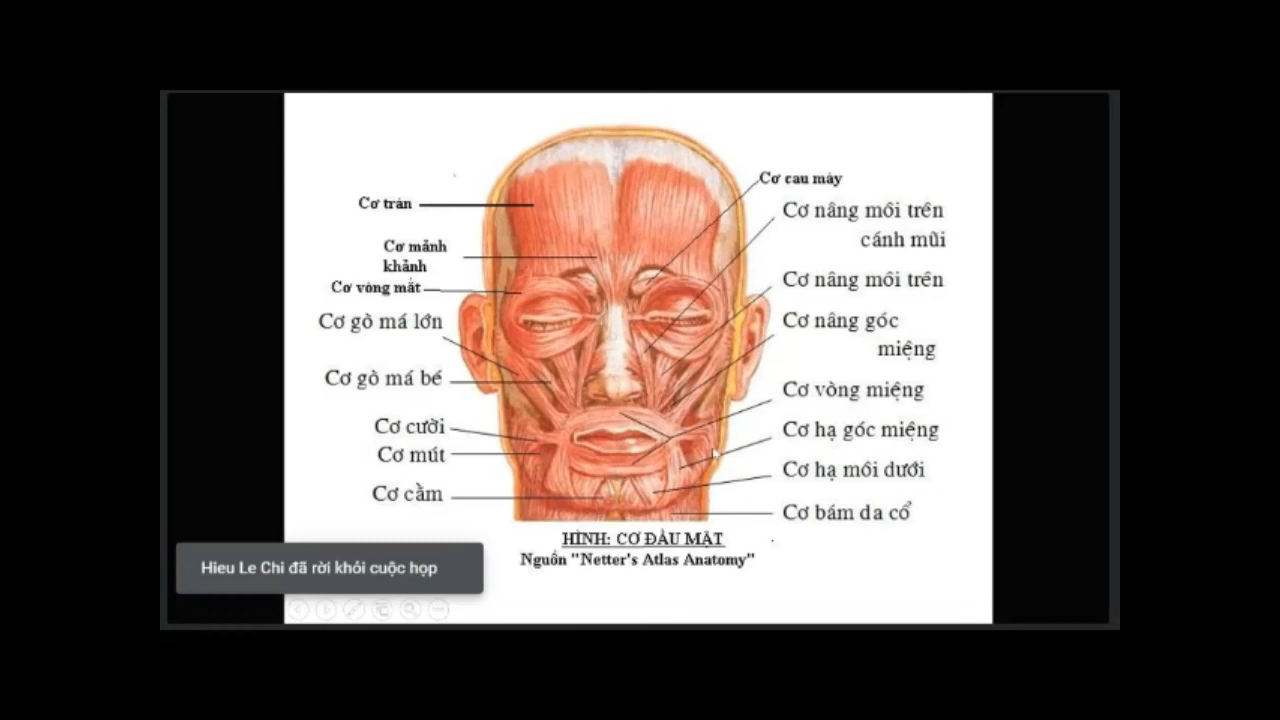 Cơ trán
Cơ mảnh
khảnh
Cơ vòng mắt
Cơ gò má lớn
Cơ gò má bé
Cơ cười
Cơ mút
Cơ cằm
Cơ cau mày
Cơ nâng môi trên
cánh mũi
Cơ nâng môi trên
Cơ nâng góc
miệng
Cơ vòng miệng
Cơ hạ góc miệng
Cơ hạ môi dưới
Cơ bám da cổ
HÌNH: CƠ ĐẦU MẶT
Nguồn "Netter's Atlas Anatomy"
Hieu Le Chi đã rời khỏi cuộc họp